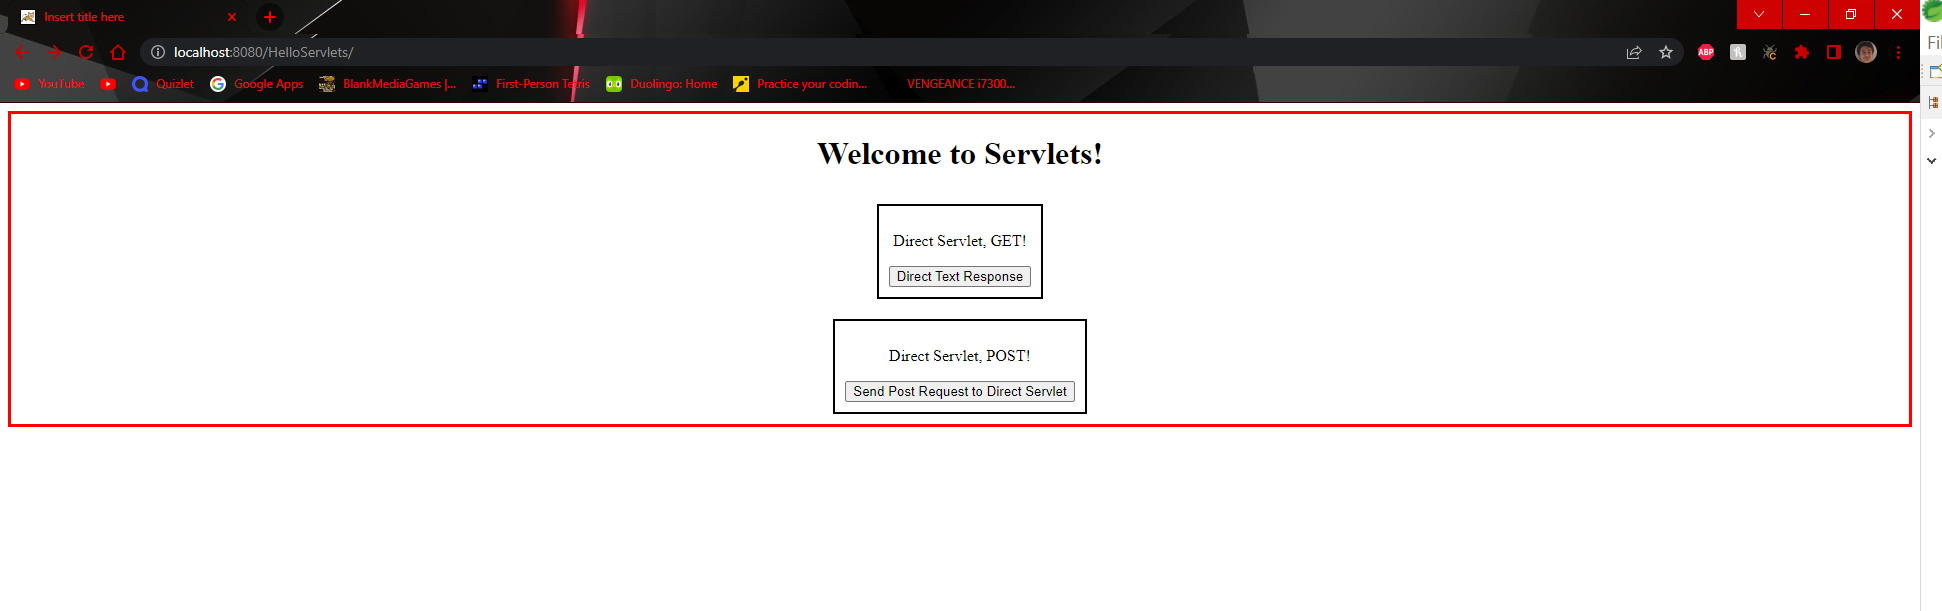 Insert title here
localhost:8080/HelloServlets/
ABP
YouTube Quizlet Google Apps BlankMediaGames |... First-Person Tetris Duolingo: Home Practice your codin... VENGEANCE i7300...
Fil
Welcome to Servlets!
Direct Servlet, GET!
Direct Text Response
Direct Servlet, POST!
Send Post Request to Direct Servlet